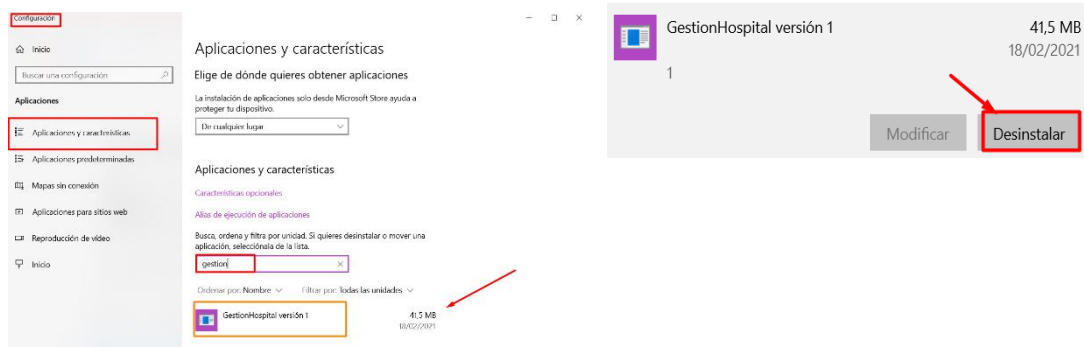 Configuración
Inicio
Buscar una configuración
Aplicaciones
Aplicaciones y características
Aplicaciones predeterminadas
Mapas sin conexión
Aplicaciones para sitios web
Reproducción de vídeo
Inicio
Aplicaciones y características
Elige de dónde quieres obtener aplicaciones
La instalación de aplicaciones solo desde Microsoft Store ayuda a
proteger tu dispositivo.
De cualquier lugar
Aplicaciones y características
Características opcionales
Alias de ejecución de aplicaciones
Busca, ordena y filtra por unidad. Si quieres desinstalar o mover una
aplicación, selecciónala de la lista.
gestion
Ordenar por: Nombre Filtrar por: Todas las unidades
GestionHospital versión 1 41,5 MB
18/02/2021
GestionHospital versión 1 41,5 MB
18/02/2021
1
Modificar Desinstalar